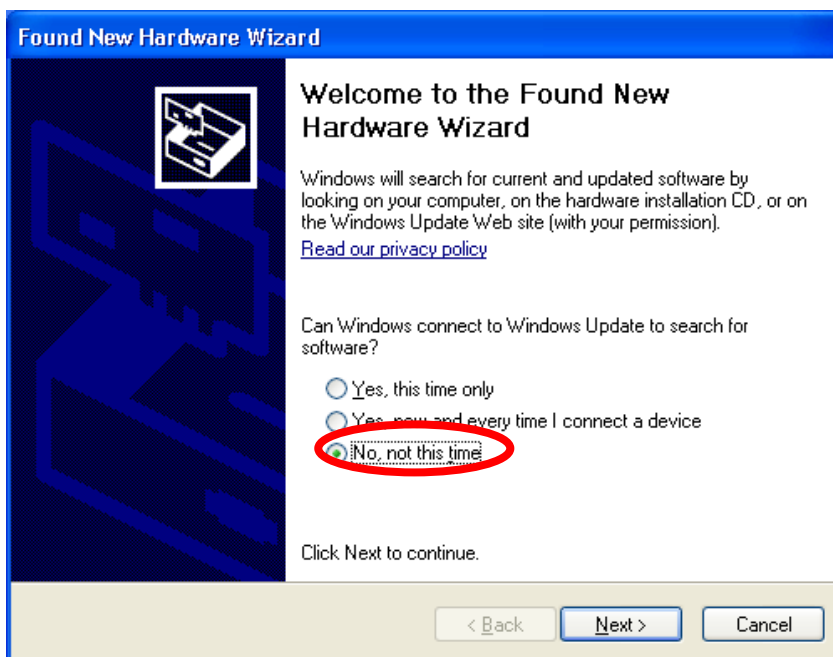 Found New Hardware Wizard
Welcome to the Found New
Hardware Wizard
Windows will search for current and updated software by
looking on your computer, on the hardware installation CD, or on
the Windows Update Web site (with your permission).
Read our privacy policy
Can Windows connect to Windows Update to search for
software?
Yes, this time only
Yes, now and every time I connect a device
No, not this time
Click Next to continue.
< Back Next > Cancel